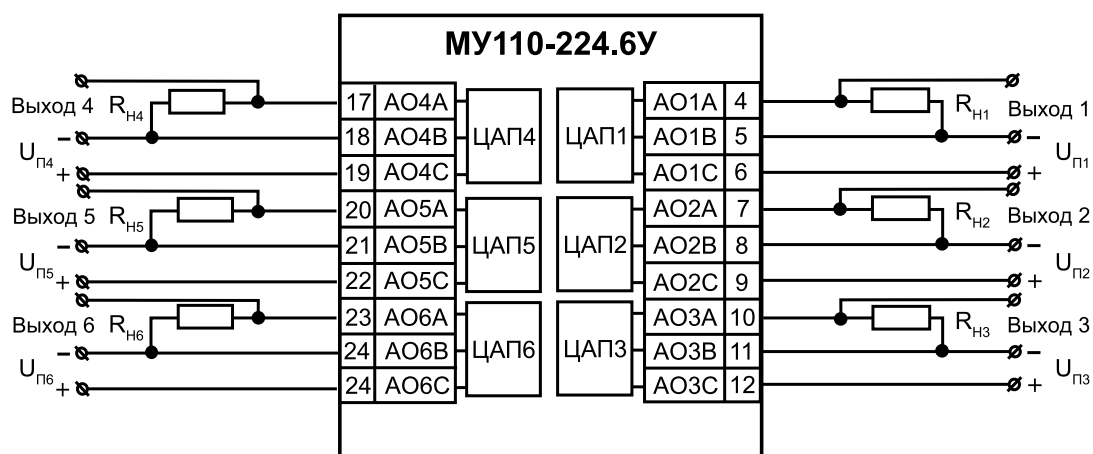 МУ110-224.6У
Выход 4 RН4 17 AO4A ЦАП4 ЦАП1 AO1A 4 RН1 Выход 1
UП4 − 18 AO4B AO1B 5 − UП1
+ 19 AO4C AO1C 6 +
Выход 5 RН5 20 AO5A ЦАП5 ЦАП2 AO2A 7 RН2 Выход 2
UП5 − 21 AO5B AO2B 8 − UП2
+ 22 AO5C AO2C 9 +
Выход 6 RН6 23 AO6A ЦАП6 ЦАП3 AO3A 10 RН3 Выход 3
UП6 − 24 AO6B AO3B 11 − UП3
+ 24 AO6C AO3C 12 +